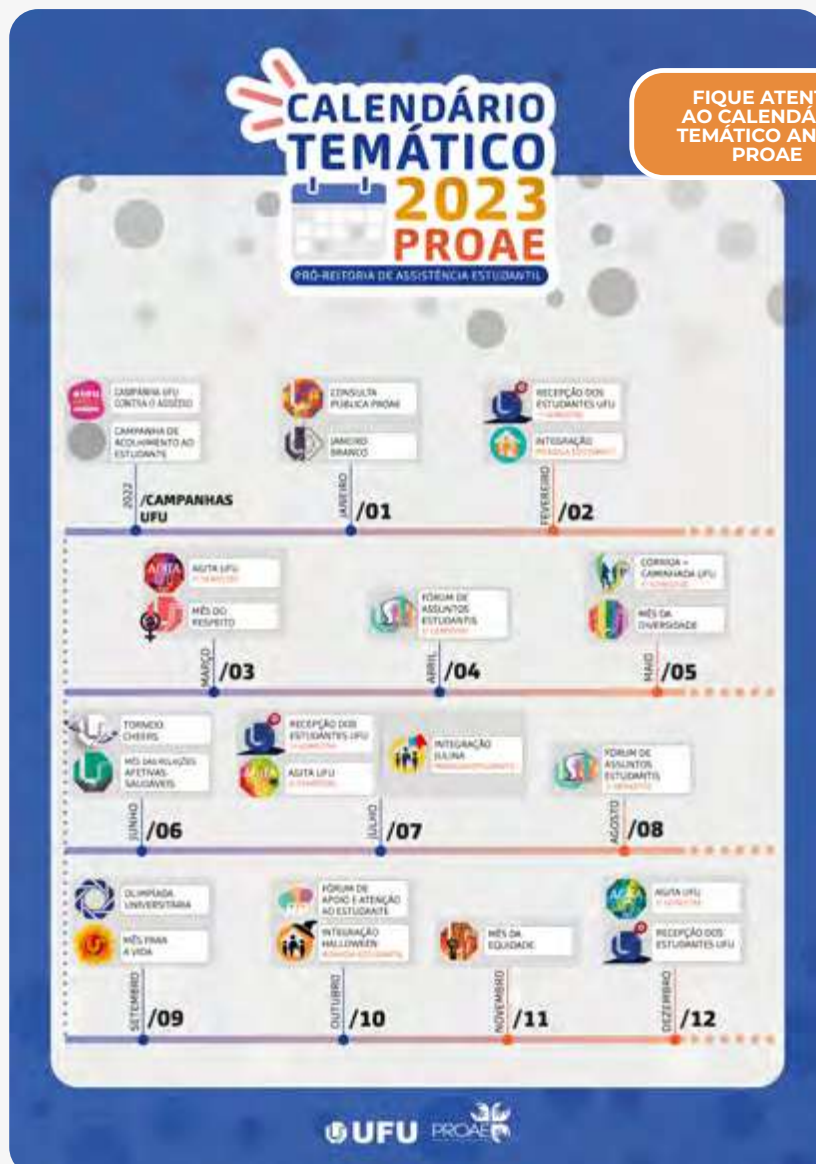 CALENDÁRIO
TEMÁTICO
2023
PROAE
PRÓ-REITORIA DE ASSISTÊNCIA ESTUDANTIL
FIQUE ATENT
AO CALENDÁ
TEMÁTICO AN
PROAE
CAMPANHA UFU
CONTRA O ASSÉDIO
CAMPANHA DE
ACOLHIMENTO AO
ESTUDANTE
2022
/CAMPANHAS
UFU
CONSULTA
PÚBLICA PROAE
JANEIRO
BRANCO
JANEIRO
/01
RECEPÇÃO DOS
ESTUDANTES UFU
INTEGRAÇÃO
FEVEREIRO
/02
AGITA UFU
MÊS DO
RESPEITO
MARÇO
/03
FÓRUM DE
ASSUNTOS
ESTUDANTIS
ABRIL
/04
CORRIDA +
CAMINHADA UFU
MÊS DA
DIVERSIDADE
MAIO
/05
TORNEIO
CHEERS
MÊS DAS RELAÇÕES
AFETIVAS
SAUDÁVEIS
JUNHO
/06
RECEPÇÃO DOS
ESTUDANTES UFU
AGITA UFU
INTEGRAÇÃO
JULINA
JULHO
/07
FÓRUM DE
ASSUNTOS
ESTUDANTIS
AGOSTO
/08
OLIMPÍADA
UNIVERSITÁRIA
MÊS PARA
A VIDA
SETEMBRO
/09
FÓRUM DE
APOIO E ATENÇÃO
AO ESTUDANTE
INTEGRAÇÃO
HALLOWEEN
OUTUBRO
/10
MÊS DA
EQUIDADE
NOVEMBRO
/11
AGITA UFU
RECEPÇÃO DOS
ESTUDANTES UFU
DEZEMBRO
/12
UFU
PROAE